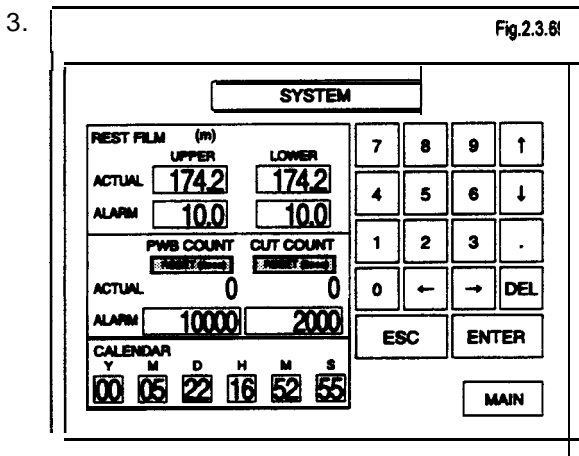 3.
Fig.2.3.6
SYSTEM
REST FILM (m)
UPPER LOWER
ACTUAL 174.2 174.2
ALARM 10.0 10.0
PWB COUNT CUT COUNT
RESET RESET
ACTUAL 0 0
ALARM 10000 2000
CALENDAR
Y M D H M S
00 05 22 16 52 55
7 8 9 ↑
4 5 6 ↓
1 2 3 .
0 ← → DEL
ESC ENTER
MAIN